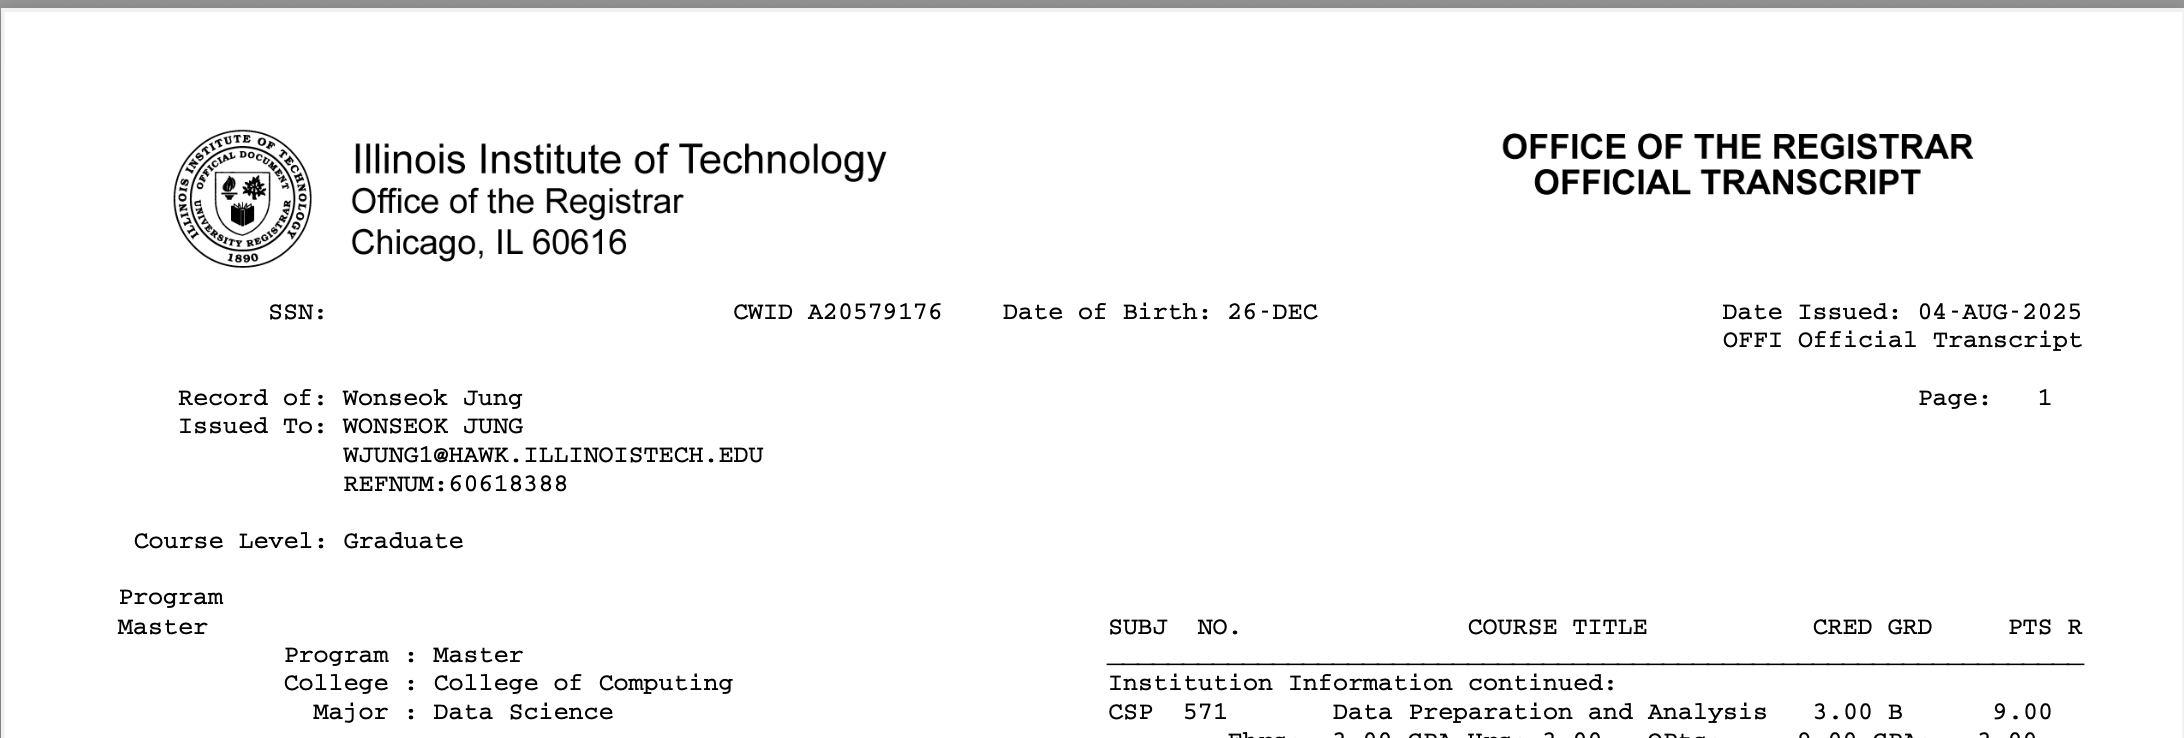 ILLINOIS INSTITUTE OF TECHNOLOGY
OFFICIAL DOCUMENT
UNIVERSITY REGISTRAR
1890
Illinois Institute of Technology
Office of the Registrar
Chicago, IL 60616
OFFICE OF THE REGISTRAR
OFFICIAL TRANSCRIPT
SSN: CWID A20579176 Date of Birth: 26-DEC Date Issued: 04-AUG-2025
OFFI Official Transcript
Record of: Wonseok Jung Page: 1
Issued To: WONSEOK JUNG
WJUNG1@HAWK.ILLINOISTECH.EDU
REFNUM:60618388
Course Level: Graduate
Program
Master
Program : Master
College : College of Computing
Major : Data Science
SUBJ NO. COURSE TITLE CRED GRD PTS R
Institution Information continued:
CSP 571 Data Preparation and Analysis 3.00 B 9.00